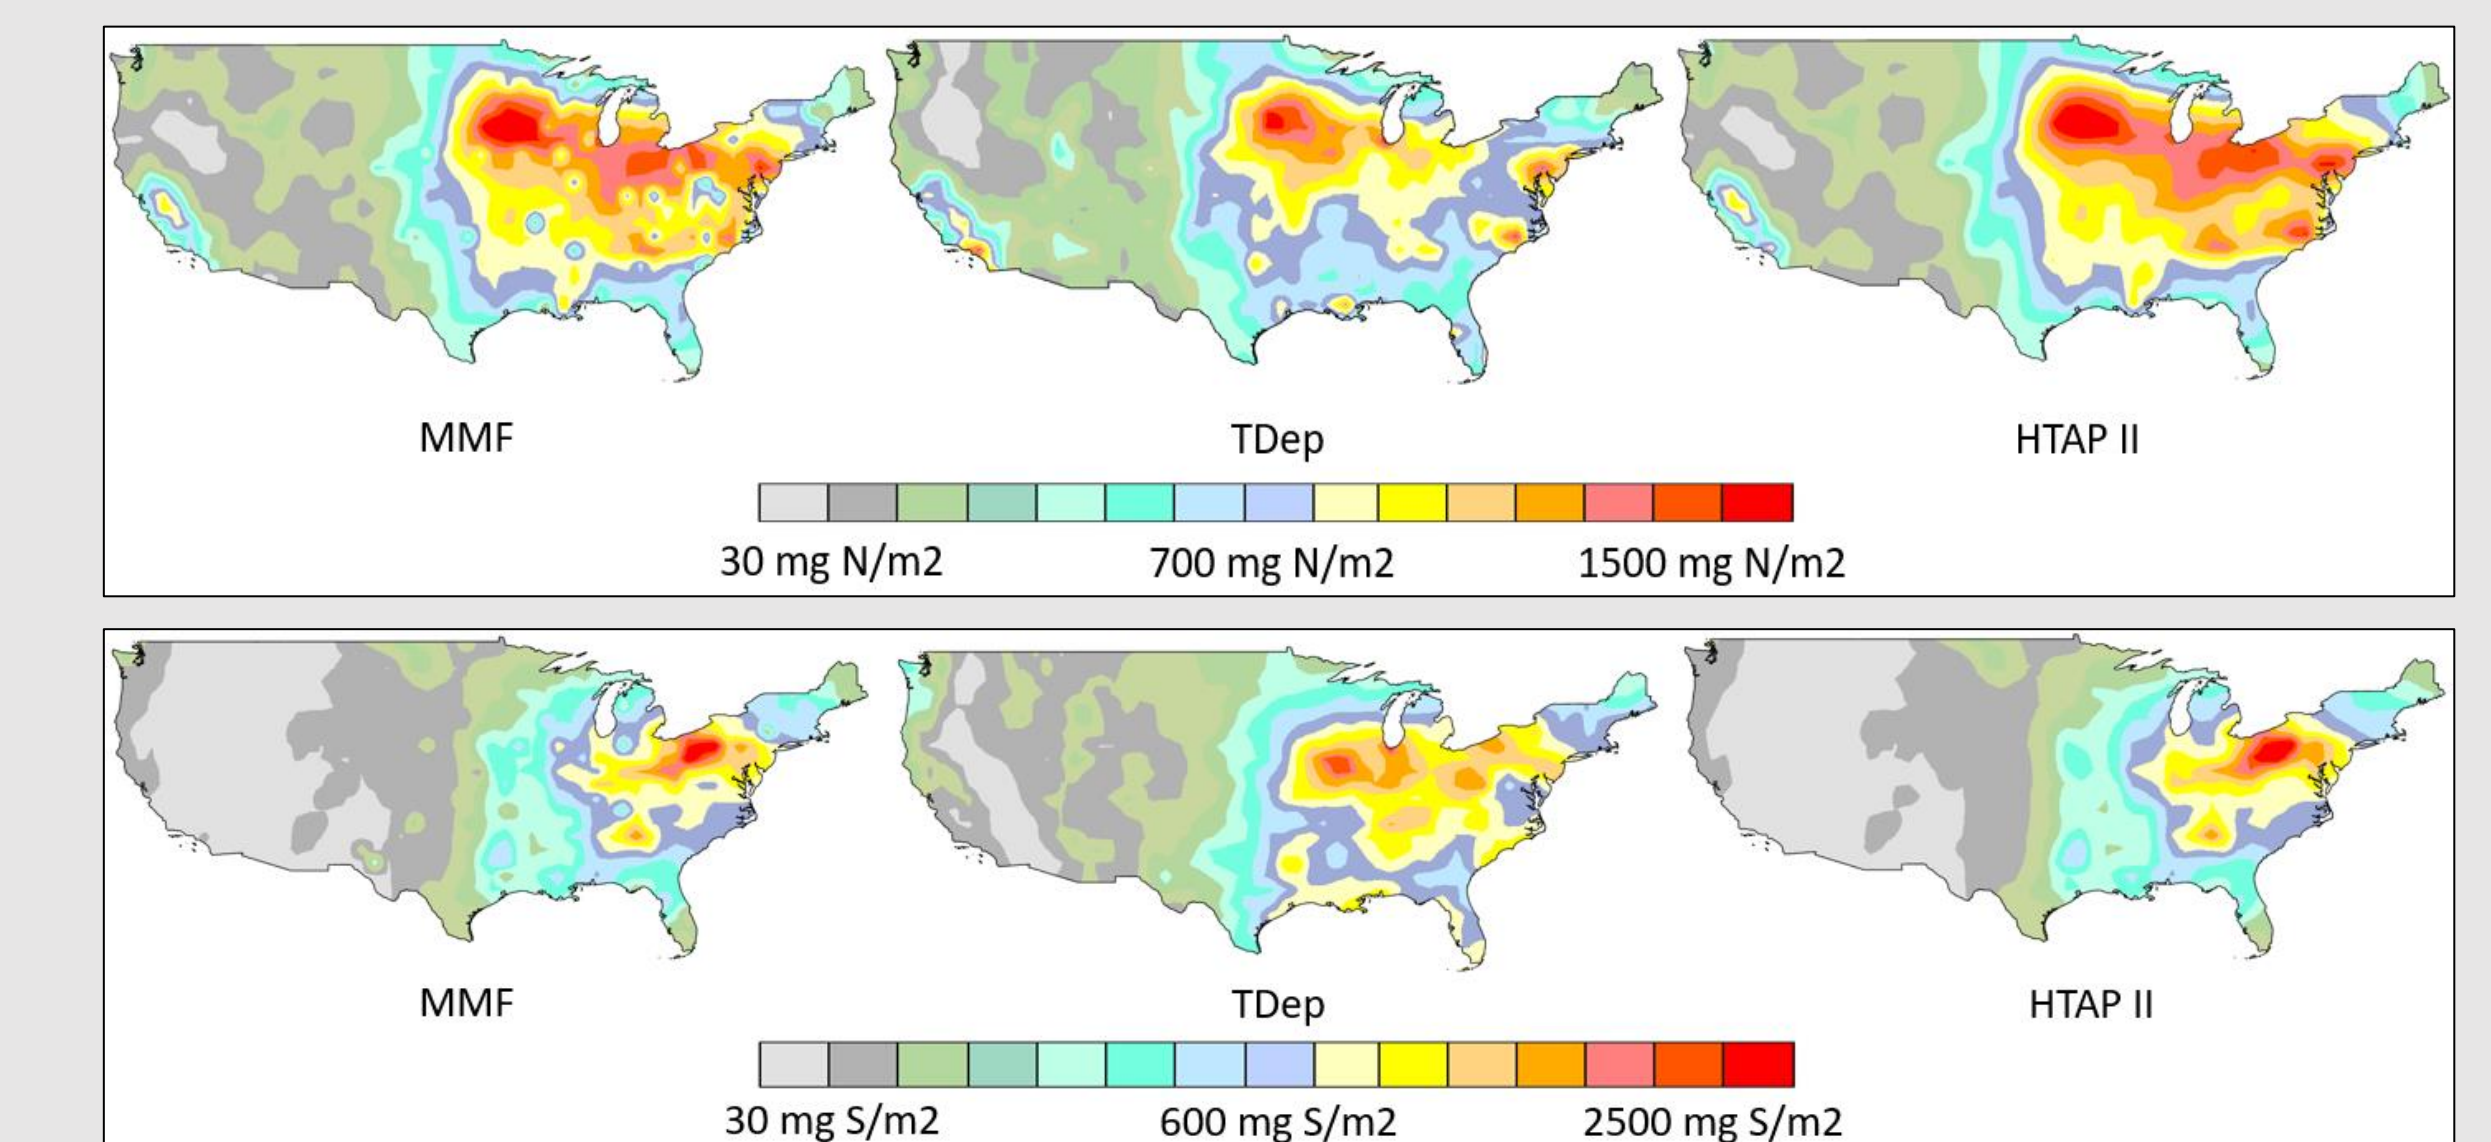 MMF
TDep
HTAP II
30 mg N/m2
700 mg N/m2
1500 mg N/m2
MMF
TDep
HTAP II
30 mg S/m2
600 mg S/m2
2500 mg S/m2